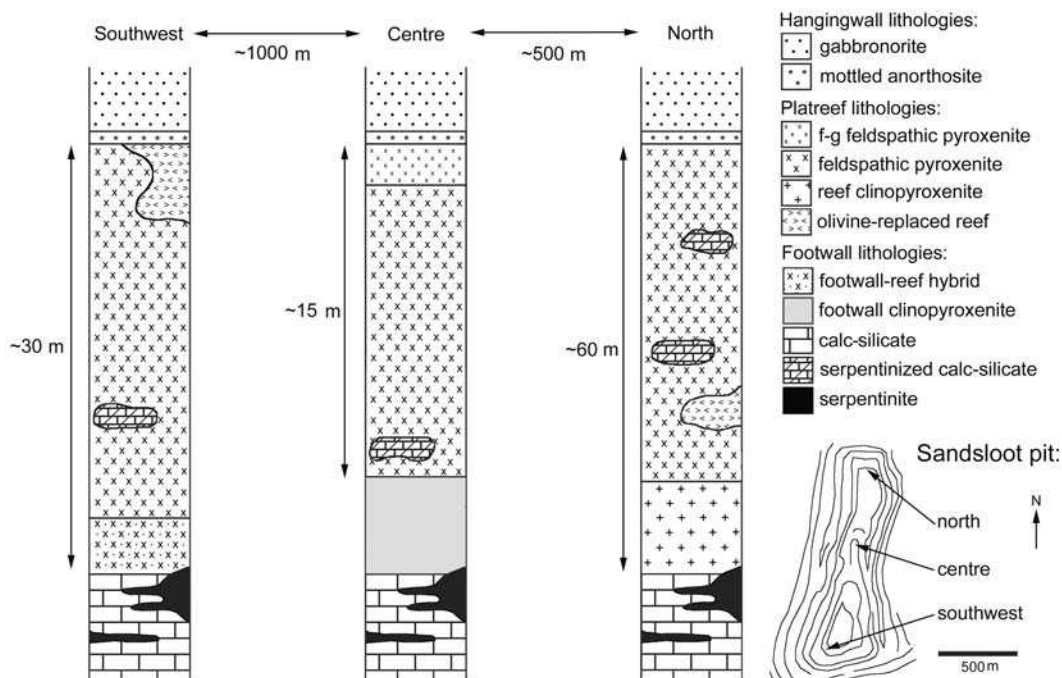 Southwest
~1000 m
Centre
~500 m
North
~30 m
~15 m
~60 m
Hangingwall lithologies:
gabbronorite
mottled anorthosite
Platreef lithologies:
f-g feldspathic pyroxenite
feldspathic pyroxenite
reef clinopyroxenite
olivine-replaced reef
Footwall lithologies:
footwall-reef hybrid
footwall clinopyroxenite
calc-silicate
serpentinized calc-silicate
serpentinite
Sandsloot pit:
N
north
centre
southwest
500 m